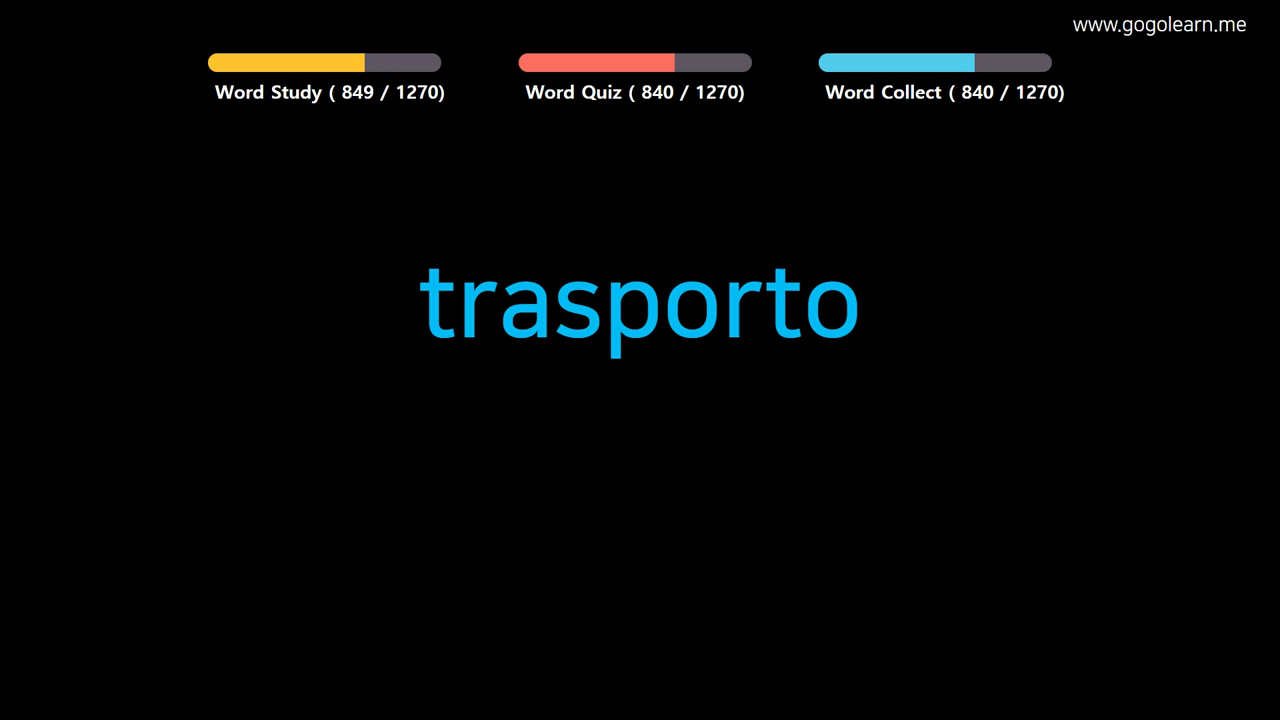 www.gogolearn.me
Word Study ( 849 / 1270)
Word Quiz ( 840 / 1270)
Word Collect ( 840 / 1270)
trasporto